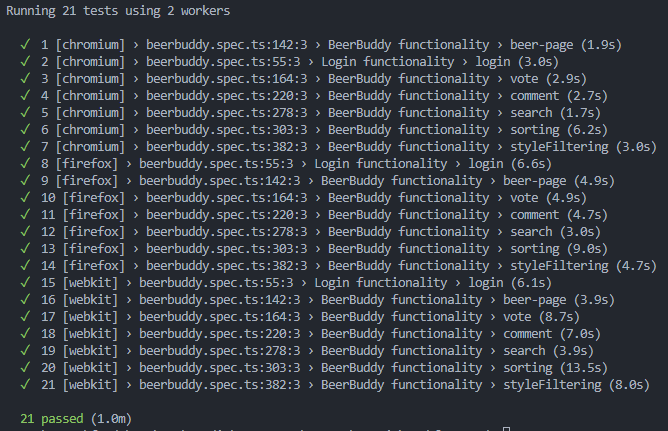 Running 21 tests using 2 workers
✓ 1 [chromium] › beerbuddy.spec.ts:142:3 › BeerBuddy functionality › beer-page (1.9s)
✓ 2 [chromium] › beerbuddy.spec.ts:55:3 › Login functionality › login (3.0s)
✓ 3 [chromium] › beerbuddy.spec.ts:164:3 › BeerBuddy functionality › vote (2.9s)
✓ 4 [chromium] › beerbuddy.spec.ts:220:3 › BeerBuddy functionality › comment (2.7s)
✓ 5 [chromium] › beerbuddy.spec.ts:278:3 › BeerBuddy functionality › search (1.7s)
✓ 6 [chromium] › beerbuddy.spec.ts:303:3 › BeerBuddy functionality › sorting (6.2s)
✓ 7 [chromium] › beerbuddy.spec.ts:382:3 › BeerBuddy functionality › styleFiltering (3.0s)
✓ 8 [firefox] › beerbuddy.spec.ts:55:3 › Login functionality › login (6.6s)
✓ 9 [firefox] › beerbuddy.spec.ts:142:3 › BeerBuddy functionality › beer-page (4.9s)
✓ 10 [firefox] › beerbuddy.spec.ts:164:3 › BeerBuddy functionality › vote (4.9s)
✓ 11 [firefox] › beerbuddy.spec.ts:220:3 › BeerBuddy functionality › comment (4.7s)
✓ 12 [firefox] › beerbuddy.spec.ts:278:3 › BeerBuddy functionality › search (3.0s)
✓ 13 [firefox] › beerbuddy.spec.ts:303:3 › BeerBuddy functionality › sorting (9.0s)
✓ 14 [firefox] › beerbuddy.spec.ts:382:3 › BeerBuddy functionality › styleFiltering (4.7s)
✓ 15 [webkit] › beerbuddy.spec.ts:55:3 › Login functionality › login (6.1s)
✓ 16 [webkit] › beerbuddy.spec.ts:142:3 › BeerBuddy functionality › beer-page (3.9s)
✓ 17 [webkit] › beerbuddy.spec.ts:164:3 › BeerBuddy functionality › vote (8.7s)
✓ 18 [webkit] › beerbuddy.spec.ts:220:3 › BeerBuddy functionality › comment (7.0s)
✓ 19 [webkit] › beerbuddy.spec.ts:278:3 › BeerBuddy functionality › search (3.9s)
✓ 20 [webkit] › beerbuddy.spec.ts:303:3 › BeerBuddy functionality › sorting (13.5s)
✓ 21 [webkit] › beerbuddy.spec.ts:382:3 › BeerBuddy functionality › styleFiltering (8.0s)
21 passed (1.0m)